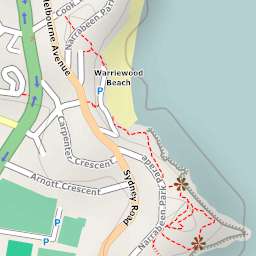 Cook
Narrabeen Park
Melbourne Avenue
Warriewood
Beach
P
Carpenter
Crescent
Sydney Road
Arnott Crescent
Narrabeen Park Parade
P
P